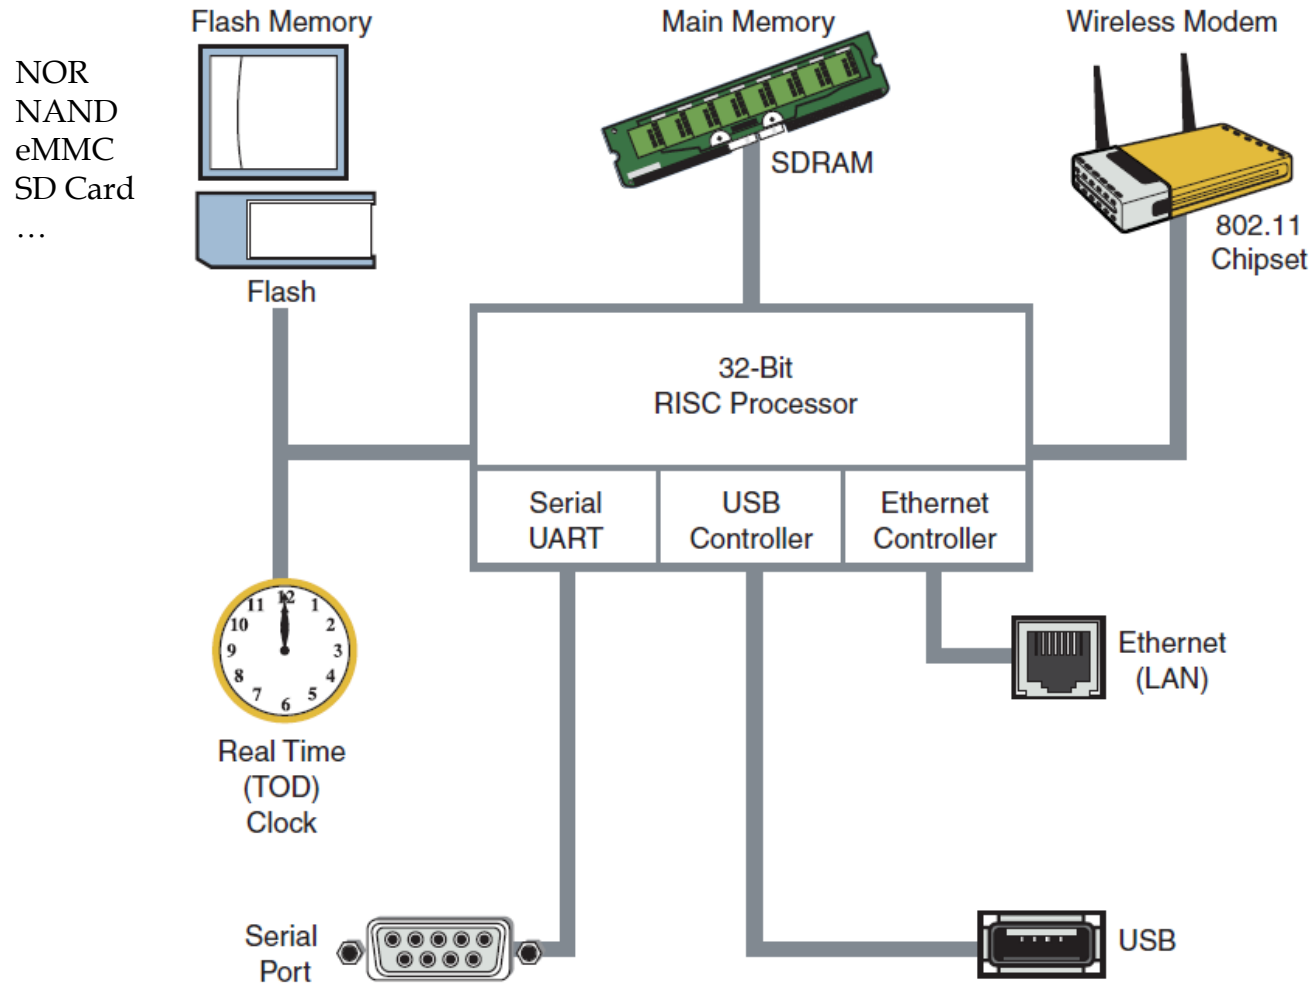 Flash Memory
Main Memory
Wireless Modem
NOR
NAND
eMMC
SD Card
…
SDRAM
802.11
Chipset
Flash
32-Bit
RISC Processor
Serial
UART
USB
Controller
Ethernet
Controller
12
1
2
3
4
5
6
7
8
9
10
11
Real Time
(TOD)
Clock
Ethernet
(LAN)
Serial
Port
USB